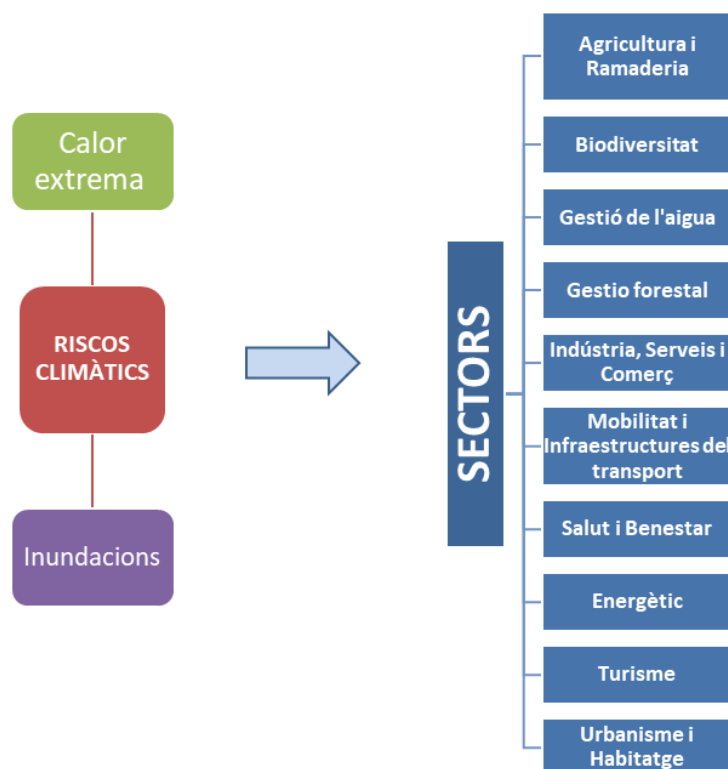 Calor
extrema
RISCOS
CLIMÀTICS
Inundacions
SECTORS
Agricultura i
Ramaderia
Biodiversitat
Gestió de l'aigua
Gestio forestal
Indústria, Serveis i
Comerç
Mobilitat i
Infraestructures del
transport
Salut i Benestar
Energètic
Turisme
Urbanisme i
Habitatge